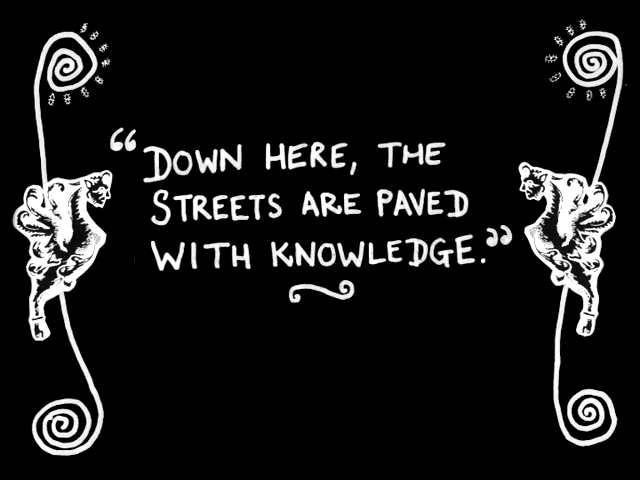 “DOWN HERE, THE
STREETS ARE PAVED
WITH KNOWLEDGE.”